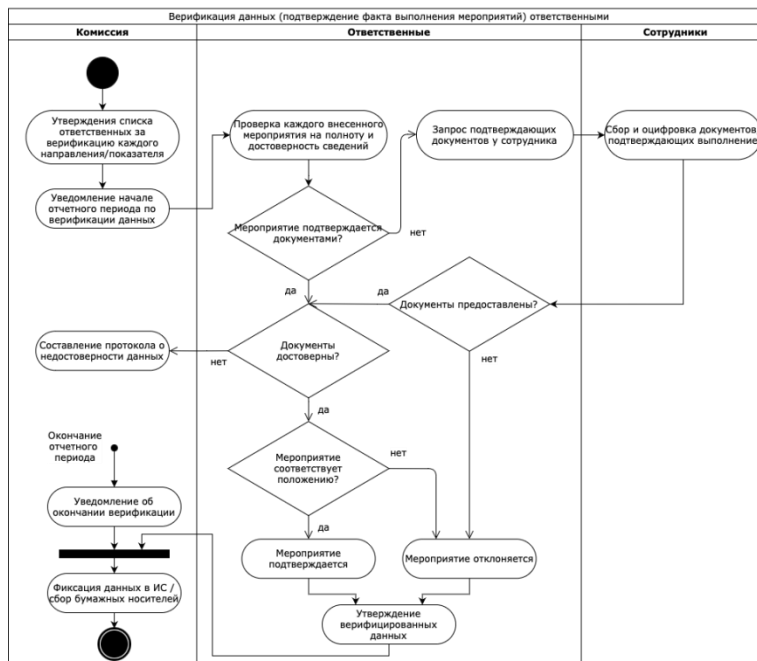 Верификация данных (подтверждение факта выполнения мероприятий) ответственными
Комиссия
Ответственные
Сотрудники
Утверждения списка
ответственных за
верификацию каждого
направления/показателя
Проверка каждого внесенного
мероприятия на полноту и
достоверность сведений
Запрос подтверждающих
документов у сотрудника
Сбор и оцифровка документов,
подтверждающих выполнение
Уведомление начале
отчетного периода по
верификации данных
Мероприятие подтверждается
документами?
нет
да
да
Документы предоставлены?
Составление протокола о
недостоверности данных
нет
Документы
достоверны?
нет
да
Окончание
отчетного
периода
Мероприятие
соответствует
положению?
нет
Уведомление об
окончании верификации
да
Мероприятие
подтверждается
Мероприятие отклоняется
Фиксация данных в ИС /
сбор бумажных носителей
Утверждение
верифицированных
данных